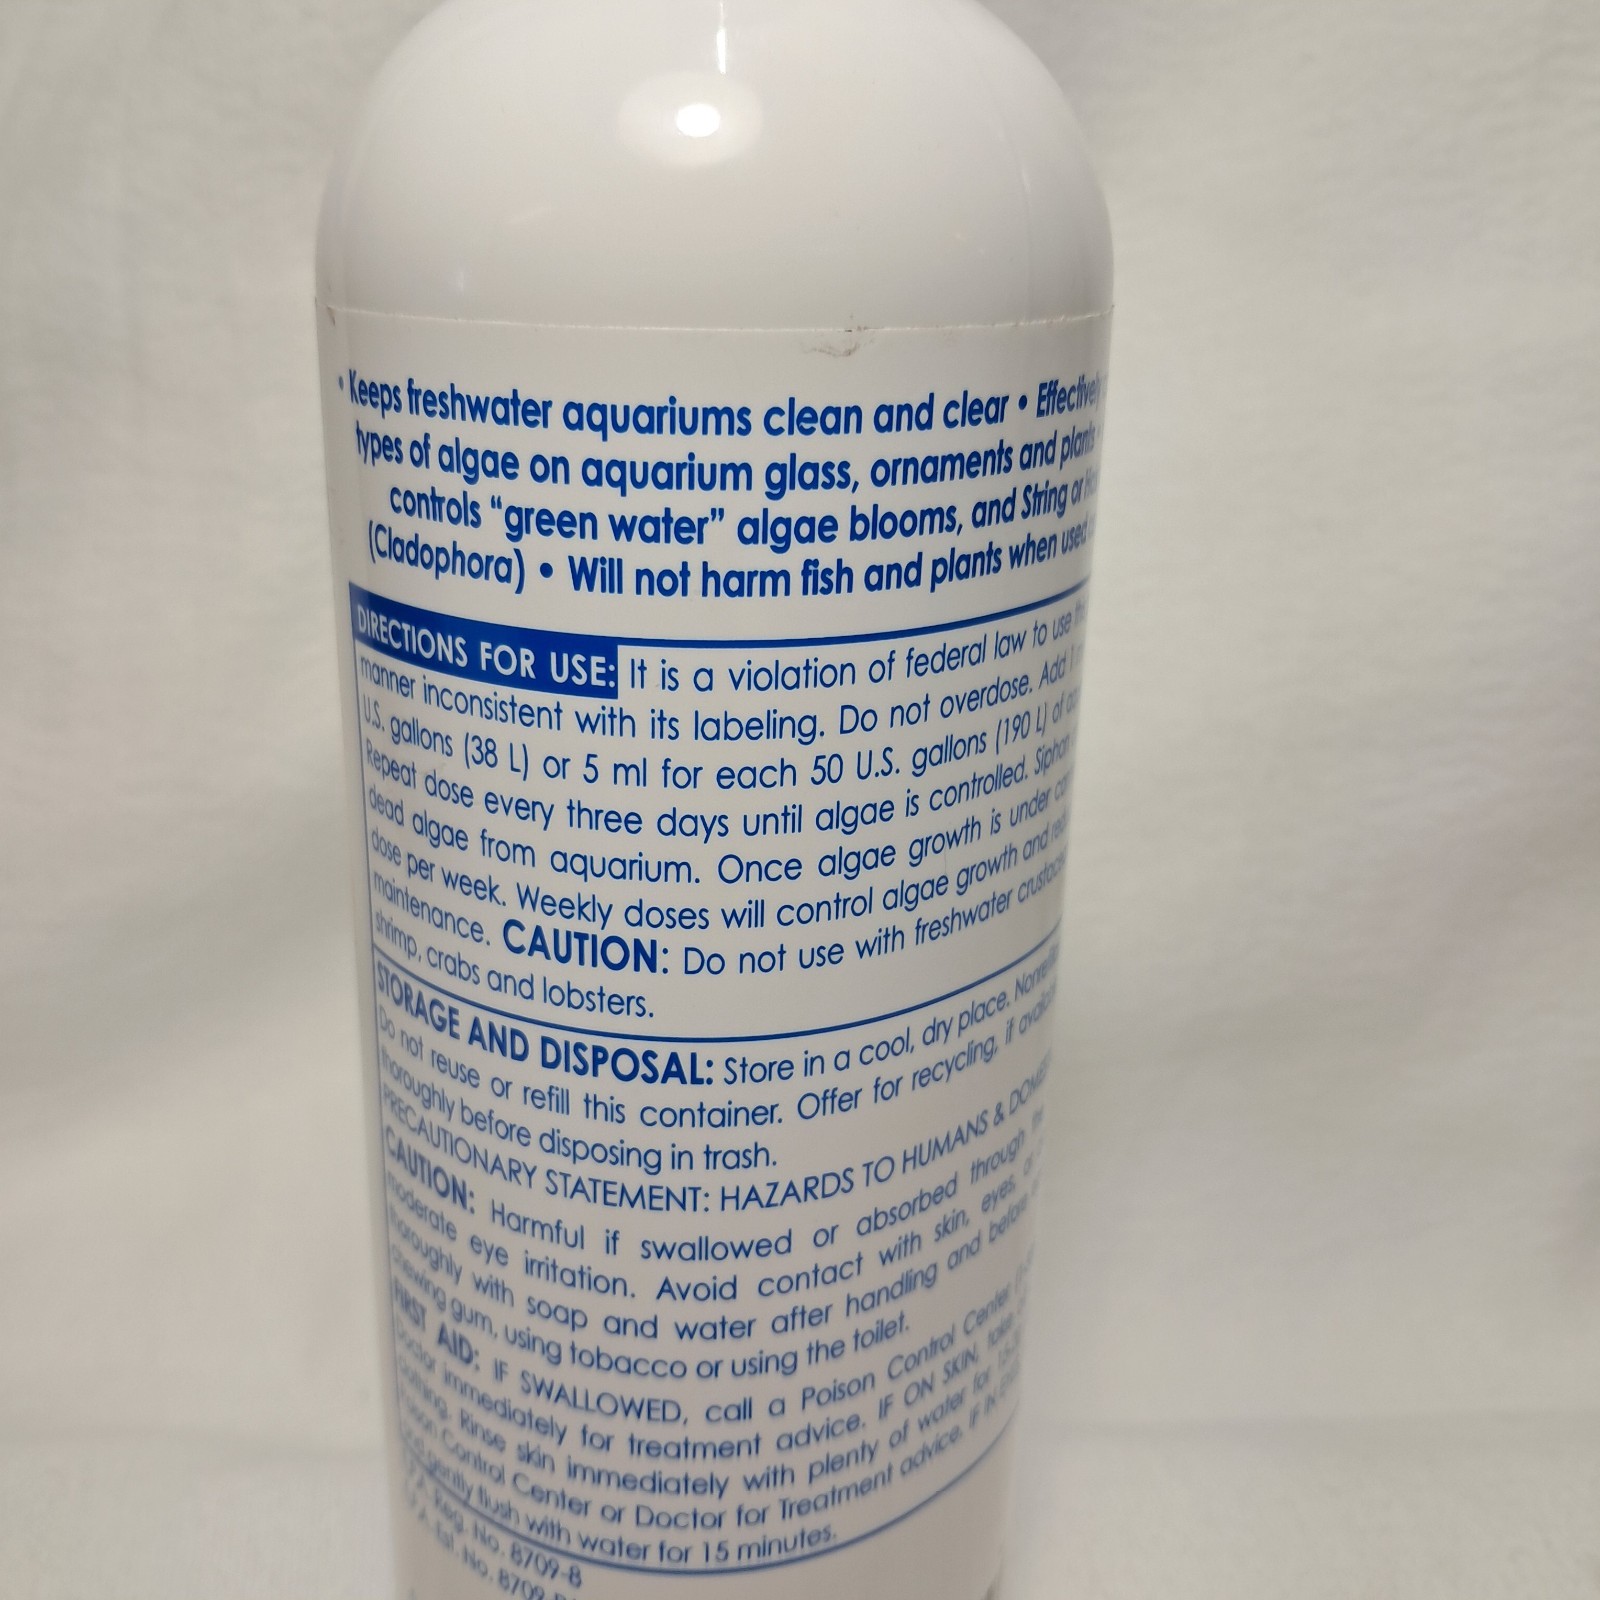 • Keeps freshwater aquariums clean and clear • Effectively
types of algae on aquarium glass, ornaments and plants •
controls “green water” algae blooms, and String or
(Cladophora) • Will not harm fish and plants when used
DIRECTIONS FOR USE: It is a violation of federal law to use
manner inconsistent with its labeling. Do not overdose. Add 1
U.S. gallons (38 L) or 5 ml for each 50 U.S. gallons (190 L) of
Repeat dose every three days until algae is controlled. Siphon
dead algae from aquarium. Once algae growth is under
dose per week. Weekly doses will control algae growth and
maintenance. CAUTION: Do not use with freshwater
shrimp, crabs and lobsters.
STORAGE AND DISPOSAL: Store in a cool, dry place.
Do not reuse or refill this container. Offer for recycling, if
thoroughly before disposing in trash.
PRECAUTIONARY STATEMENT: HAZARDS TO HUMANS &
CAUTION: Harmful if swallowed or absorbed through
moderate eye irritation. Avoid contact with skin, eyes,
thoroughly with soap and water after handling and before
chewing gum, using tobacco or using the toilet.
FIRST AID: IF SWALLOWED, call a Poison Control Center
Doctor immediately for treatment advice. IF ON SKIN, take
clothing. Rinse skin immediately with plenty of water for
Poison Control Center or Doctor for Treatment advice. IF IN
and gently flush with water for 15 minutes.
Reg. No. 8709-8
Est. No. 8709